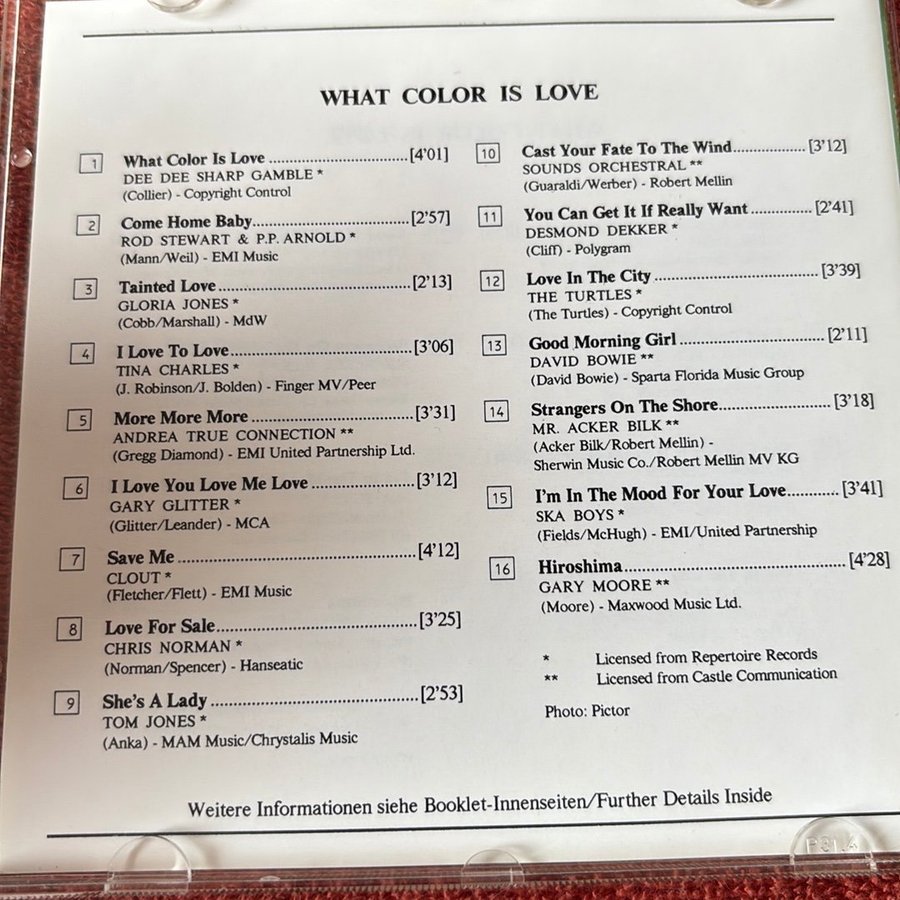 WHAT COLOR IS LOVE
1 What Color Is Love ..............................[4'01]
DEE DEE SHARP GAMBLE *
(Collier) - Copyright Control
2 Come Home Baby..................................[2'57]
ROD STEWART & P.P. ARNOLD *
(Mann/Weil) - EMI Music
3 Tainted Love..........................................[2'13]
GLORIA JONES *
(Cobb/Marshall) - MdW
4 I Love To Love.......................................[3'06]
TINA CHARLES *
(J. Robinson/J. Bolden) - Finger MV/Peer
5 More More More ...................................[3'31]
ANDREA TRUE CONNECTION **
(Gregg Diamond) - EMI United Partnership Ltd.
6 I Love You Love Me Love ......................[3'12]
GARY GLITTER *
(Glitter/Leander) - MCA
7 Save Me ................................................[4'12]
CLOUT *
(Fletcher/Flett) - EMI Music
8 Love For Sale.........................................[3'25]
CHRIS NORMAN *
(Norman/Spencer) - Hanseatic
9 She's A Lady ..........................................[2'53]
TOM JONES *
(Anka) - MAM Music/Chrystalis Music
10 Cast Your Fate To The Wind...............[3'12]
SOUNDS ORCHESTRAL **
(Guaraldi/Werber) - Robert Mellin
11 You Can Get It If Really Want .............[2'41]
DESMOND DEKKER *
(Cliff) - Polygram
12 Love In The City ...................................[3'39]
THE TURTLES *
(The Turtles) - Copyright Control
13 Good Morning Girl ...............................[2'11]
DAVID BOWIE **
(David Bowie) - Sparta Florida Music Group
14 Strangers On The Shore........................[3'18]
MR. ACKER BILK **
(Acker Bilk/Robert Mellin) -
Sherwin Music Co./Robert Mellin MV KG
15 I'm In The Mood For Your Love...........[3'41]
SKA BOYS *
(Fields/McHugh) - EMI/United Partnership
16 Hiroshima...............................................[4'28]
GARY MOORE **
(Moore) - Maxwood Music Ltd.
* Licensed from Repertoire Records
** Licensed from Castle Communication
Photo: Pictor
Weitere Informationen siehe Booklet-Innenseiten/Further Details Inside